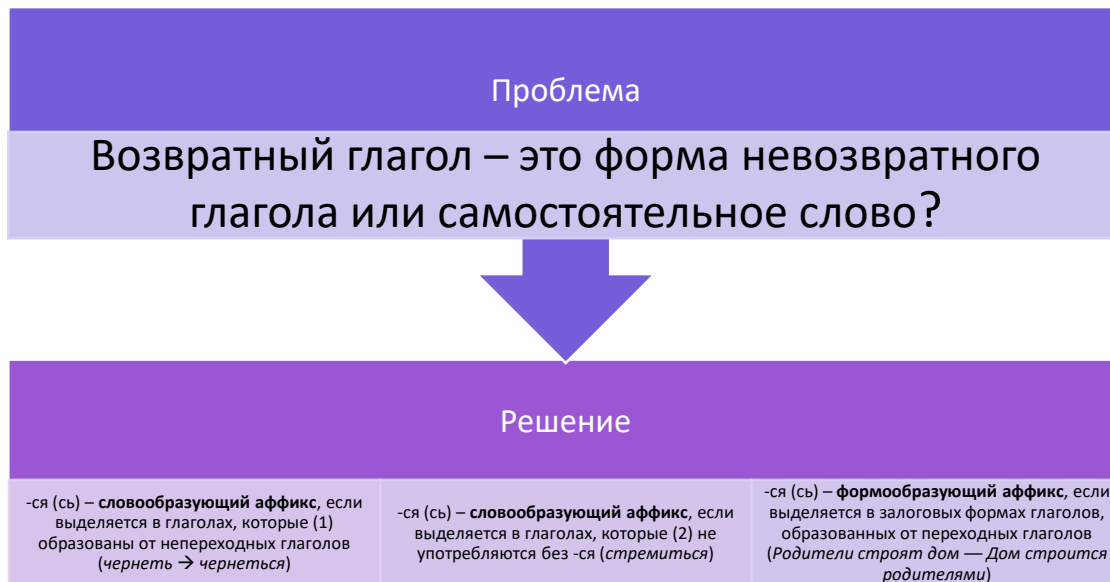 Проблема
Возвратный глагол – это форма невозвратного
глагола или самостоятельное слово?
Решение
-ся (сь) – словообразующий аффикс, если
выделяется в глаголах, которые (1)
образованы от непереходных глаголов
(чернеть → чернеться)
-ся (сь) – словообразующий аффикс, если
выделяется в глаголах, которые (2) не
употребляются без -ся (стремиться)
-ся (сь) – формообразующий аффикс, если
выделяется в залоговых формах глаголов,
образованных от переходных глаголов
(Родители строят дом — Дом строится
родителями)